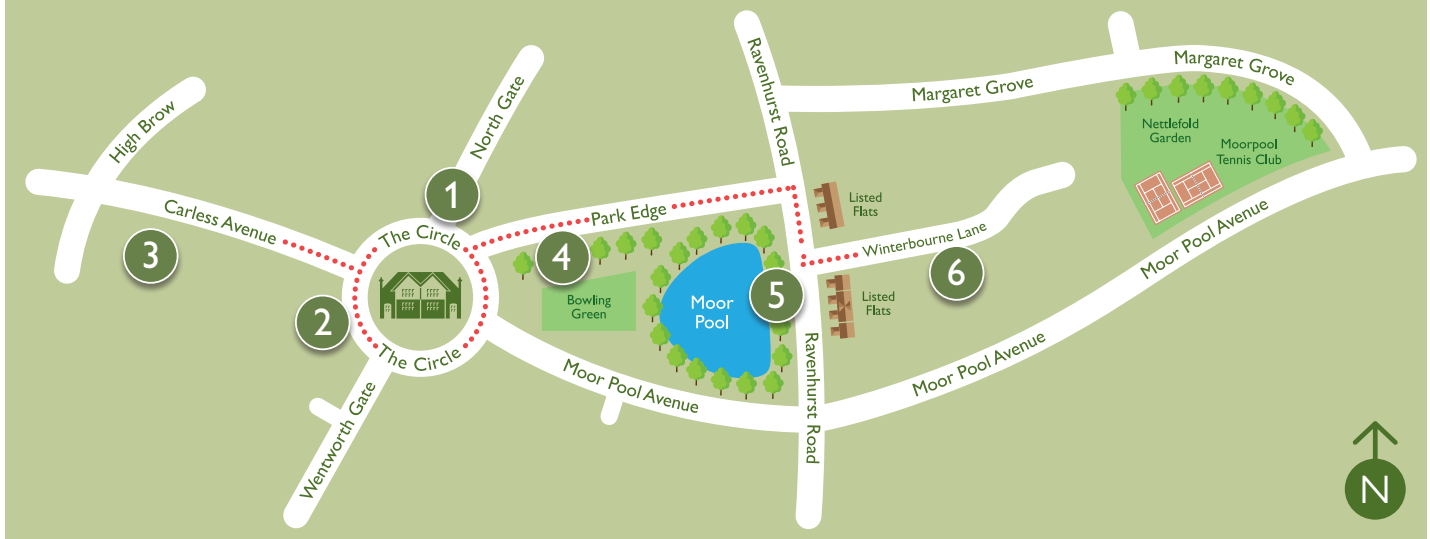 High Brow
Carless Avenue
North Gate
The Circle
The Circle
Wentworth Gate
Park Edge
Bowling
Green
Moor
Pool
Moor Pool Avenue
Ravenhurst Road
Ravenhurst Road
Listed
Flats
Listed
Flats
Winterbourne Lane
Margaret Grove
Margaret Grove
Nettlefold
Garden
Moorpool
Tennis Club
Moor Pool Avenue
Moor Pool Avenue
1
2
3
4
5
6
N